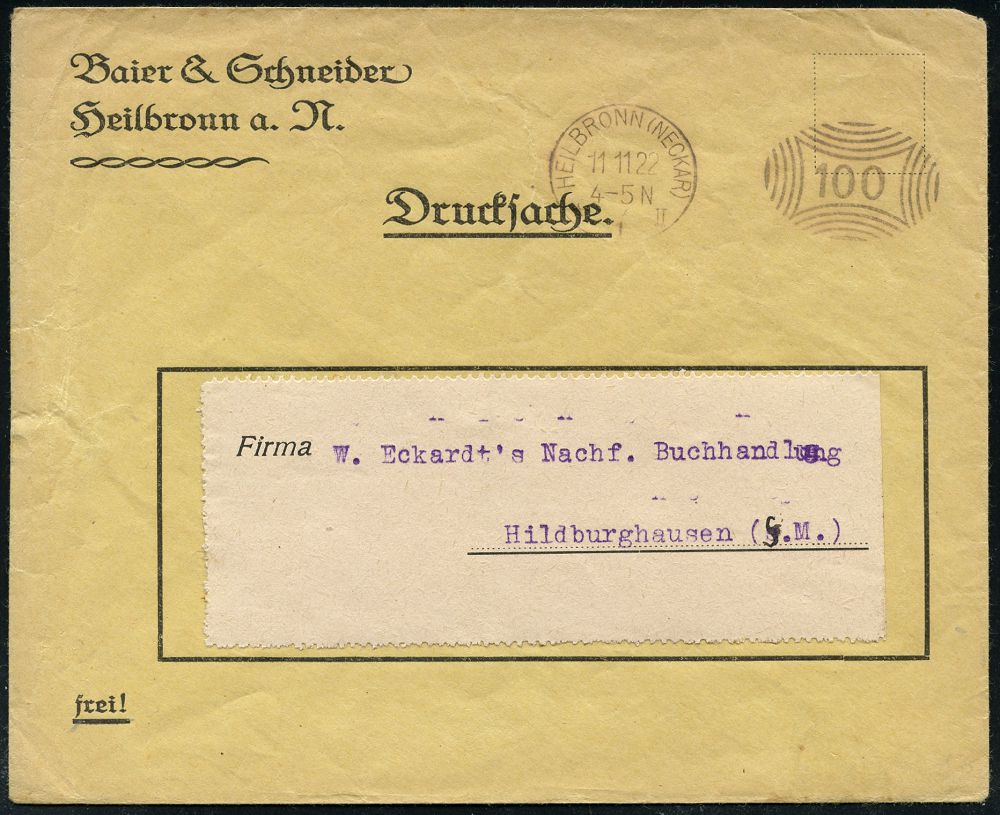 Baier & Schneider
Heilbronn a. N.
HEILBRONN (NECKAR)
11 11.22
4-5 N
II
100
Drucksache.
Firma W. Eckardt's Nachf. Buchhandlung
Hildburghausen (S.M.)
frei!